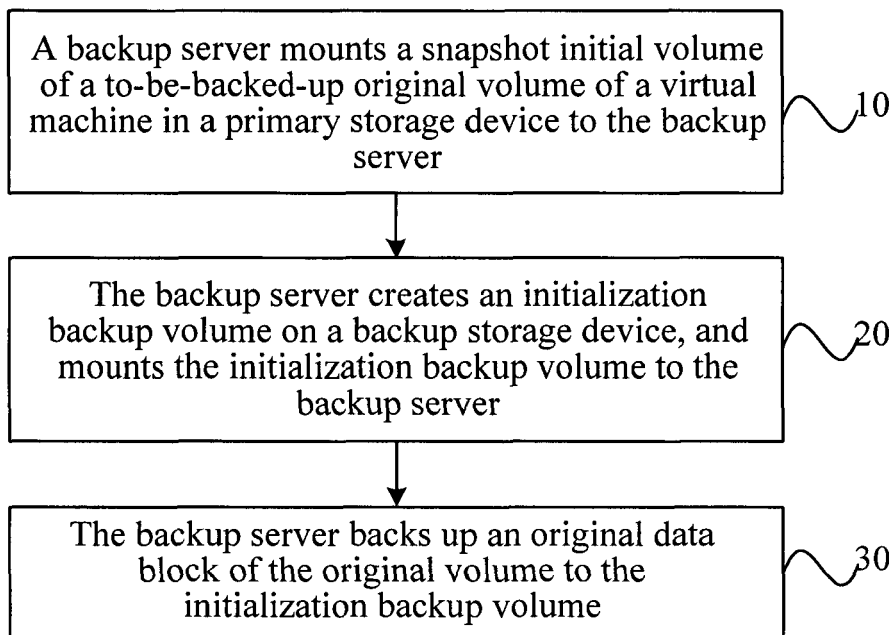 A backup server mounts a snapshot initial volume
of a to-be-backed-up original volume of a virtual
machine in a primary storage device to the backup
server
10
The backup server creates an initialization
backup volume on a backup storage device, and
mounts the initialization backup volume to the
backup server
20
The backup server backs up an original data
block of the original volume to the
initialization backup volume
30